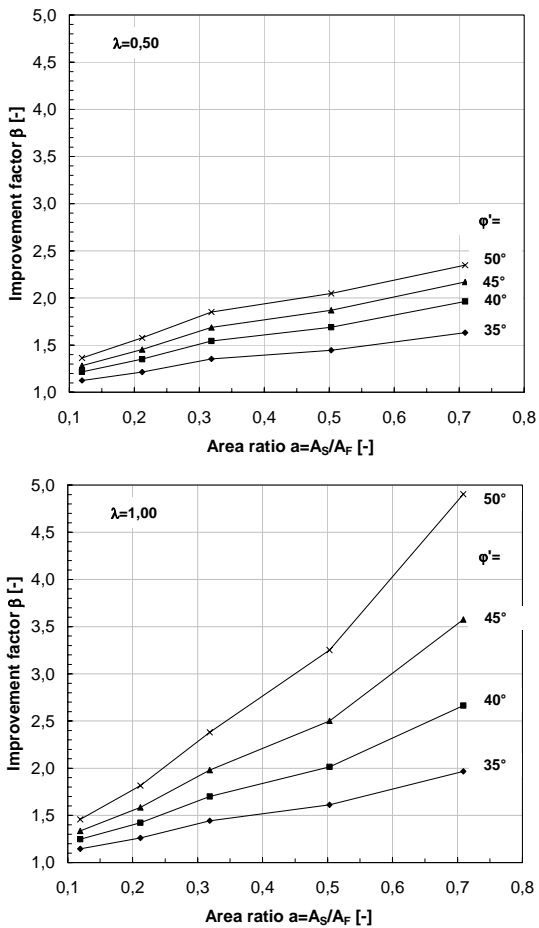 5,0
λ=0,50
4,5
4,0
3,5
3,0
φ'=
2,5
50°
45°
2,0
40°
35°
1,5
1,0
0,1 0,2 0,3 0,4 0,5 0,6 0,7 0,8
Improvement factor β [-]
Area ratio a=A_S/A_F [-]
5,0
50°
λ=1,00
4,5
φ'=
4,0
3,5
45°
3,0
2,5
40°
2,0
35°
1,5
1,0
0,1 0,2 0,3 0,4 0,5 0,6 0,7 0,8
Improvement factor β [-]
Area ratio a=A_S/A_F [-]